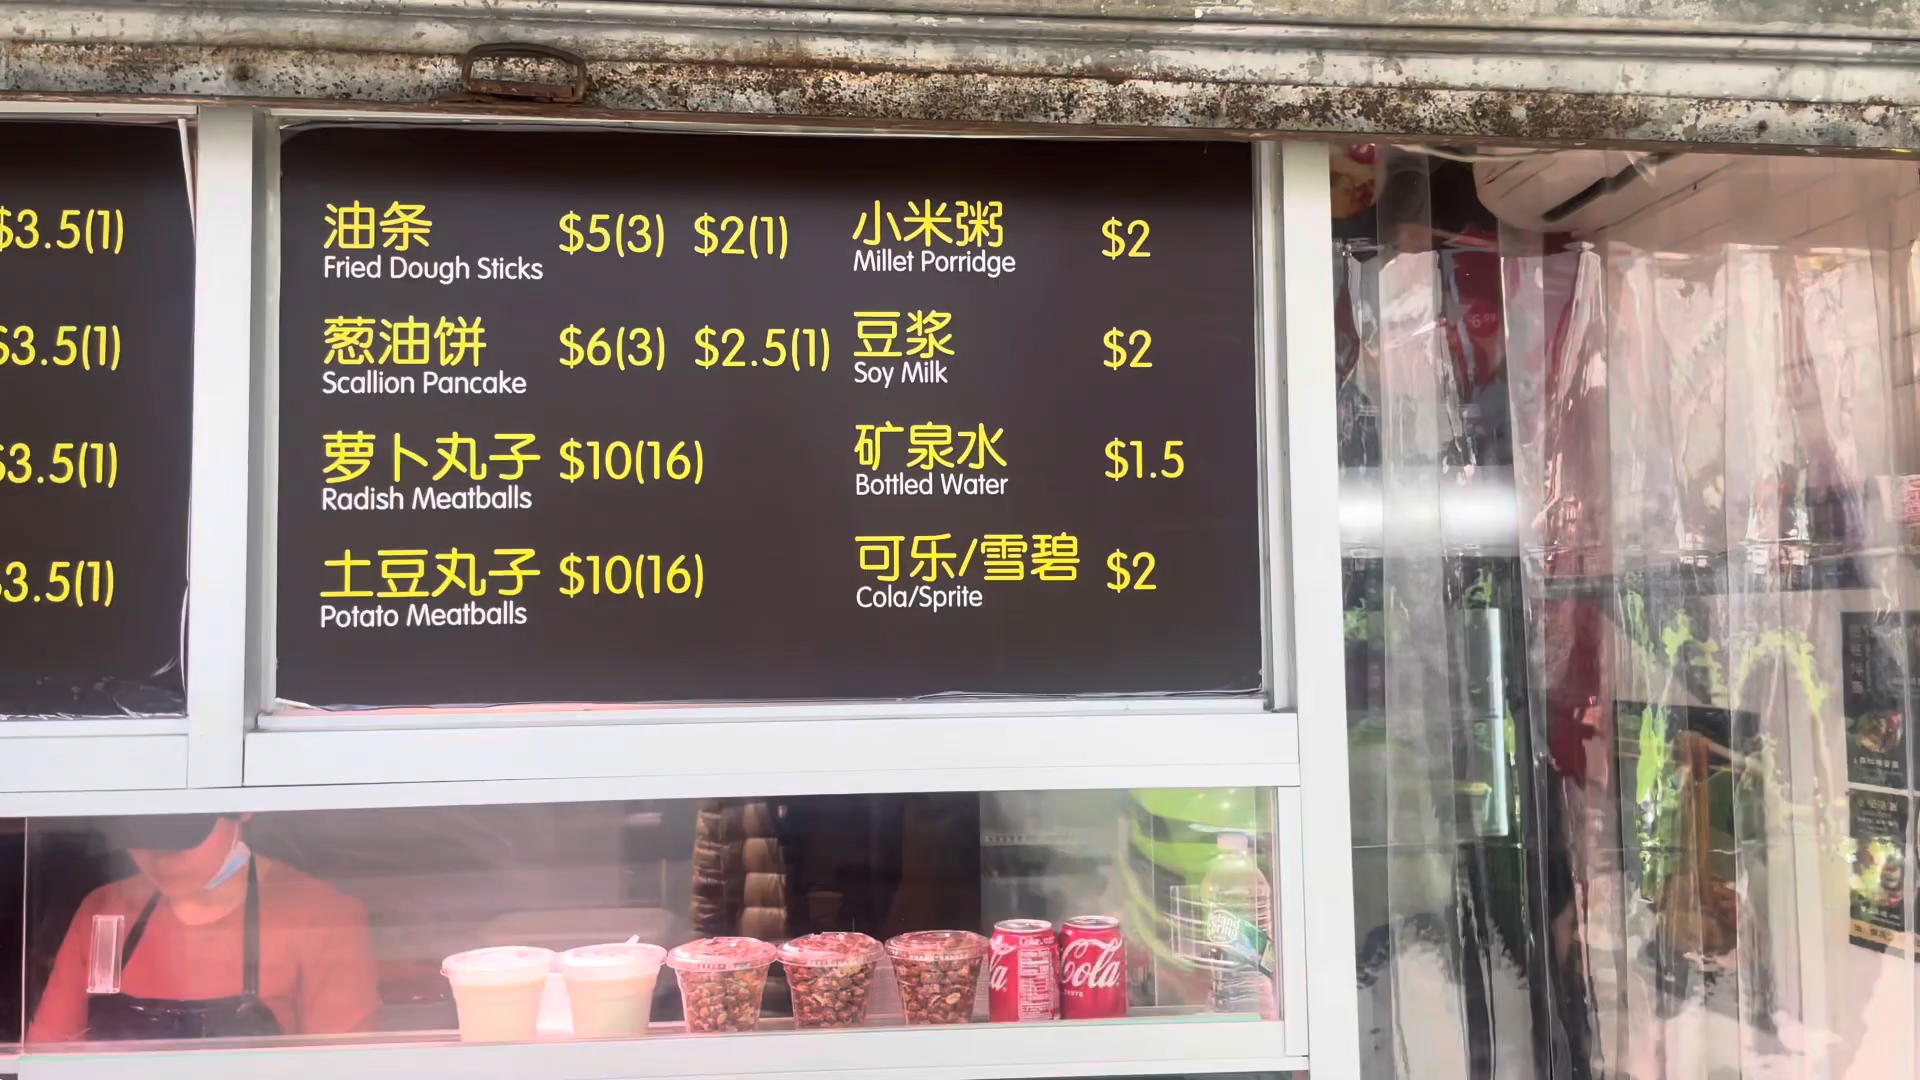 $3.5(1)
$3.5(1)
$3.5(1)
$3.5(1)
油条 $5(3) $2(1)
Fried Dough Sticks
葱油饼 $6(3) $2.5(1)
Scallion Pancake
萝卜丸子 $10(16)
Radish Meatballs
土豆丸子 $10(16)
Potato Meatballs
小米粥 $2
Millet Porridge
豆浆 $2
Soy Milk
矿泉水 $1.5
Bottled Water
可乐/雪碧 $2
Cola/Sprite
Cola